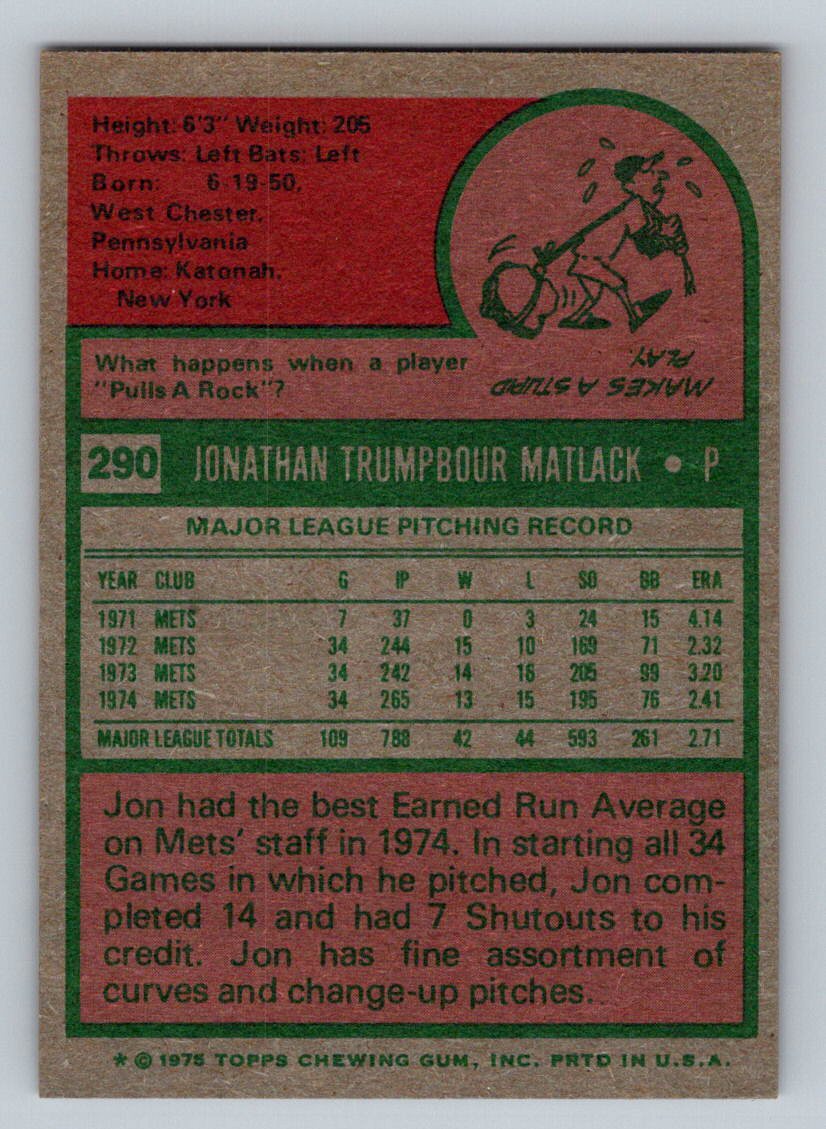 Height: 6'3" Weight: 205
Throws: Left Bats: Left
Born: 6-19-50,
West Chester,
Pennsylvania
Home: Katonah,
New York
What happens when a player
"Pulls A Rock"?
MAKES A STUPID
PLAY.
290 JONATHAN TRUMPBOUR MATLACK • P
MAJOR LEAGUE PITCHING RECORD
YEAR CLUB G IP W L SO BB ERA
1971 METS 7 37 0 3 24 15 4.14
1972 METS 34 244 15 10 169 71 2.32
1973 METS 34 242 14 16 205 99 3.20
1974 METS 34 265 13 15 195 76 2.41
MAJOR LEAGUE TOTALS 109 788 42 44 593 261 2.71
Jon had the best Earned Run Average
on Mets' staff in 1974. In starting all 34
Games in which he pitched, Jon com-
pleted 14 and had 7 Shutouts to his
credit. Jon has fine assortment of
curves and change-up pitches.
* © 1975 TOPPS CHEWING GUM, INC. PRTD IN U.S.A.